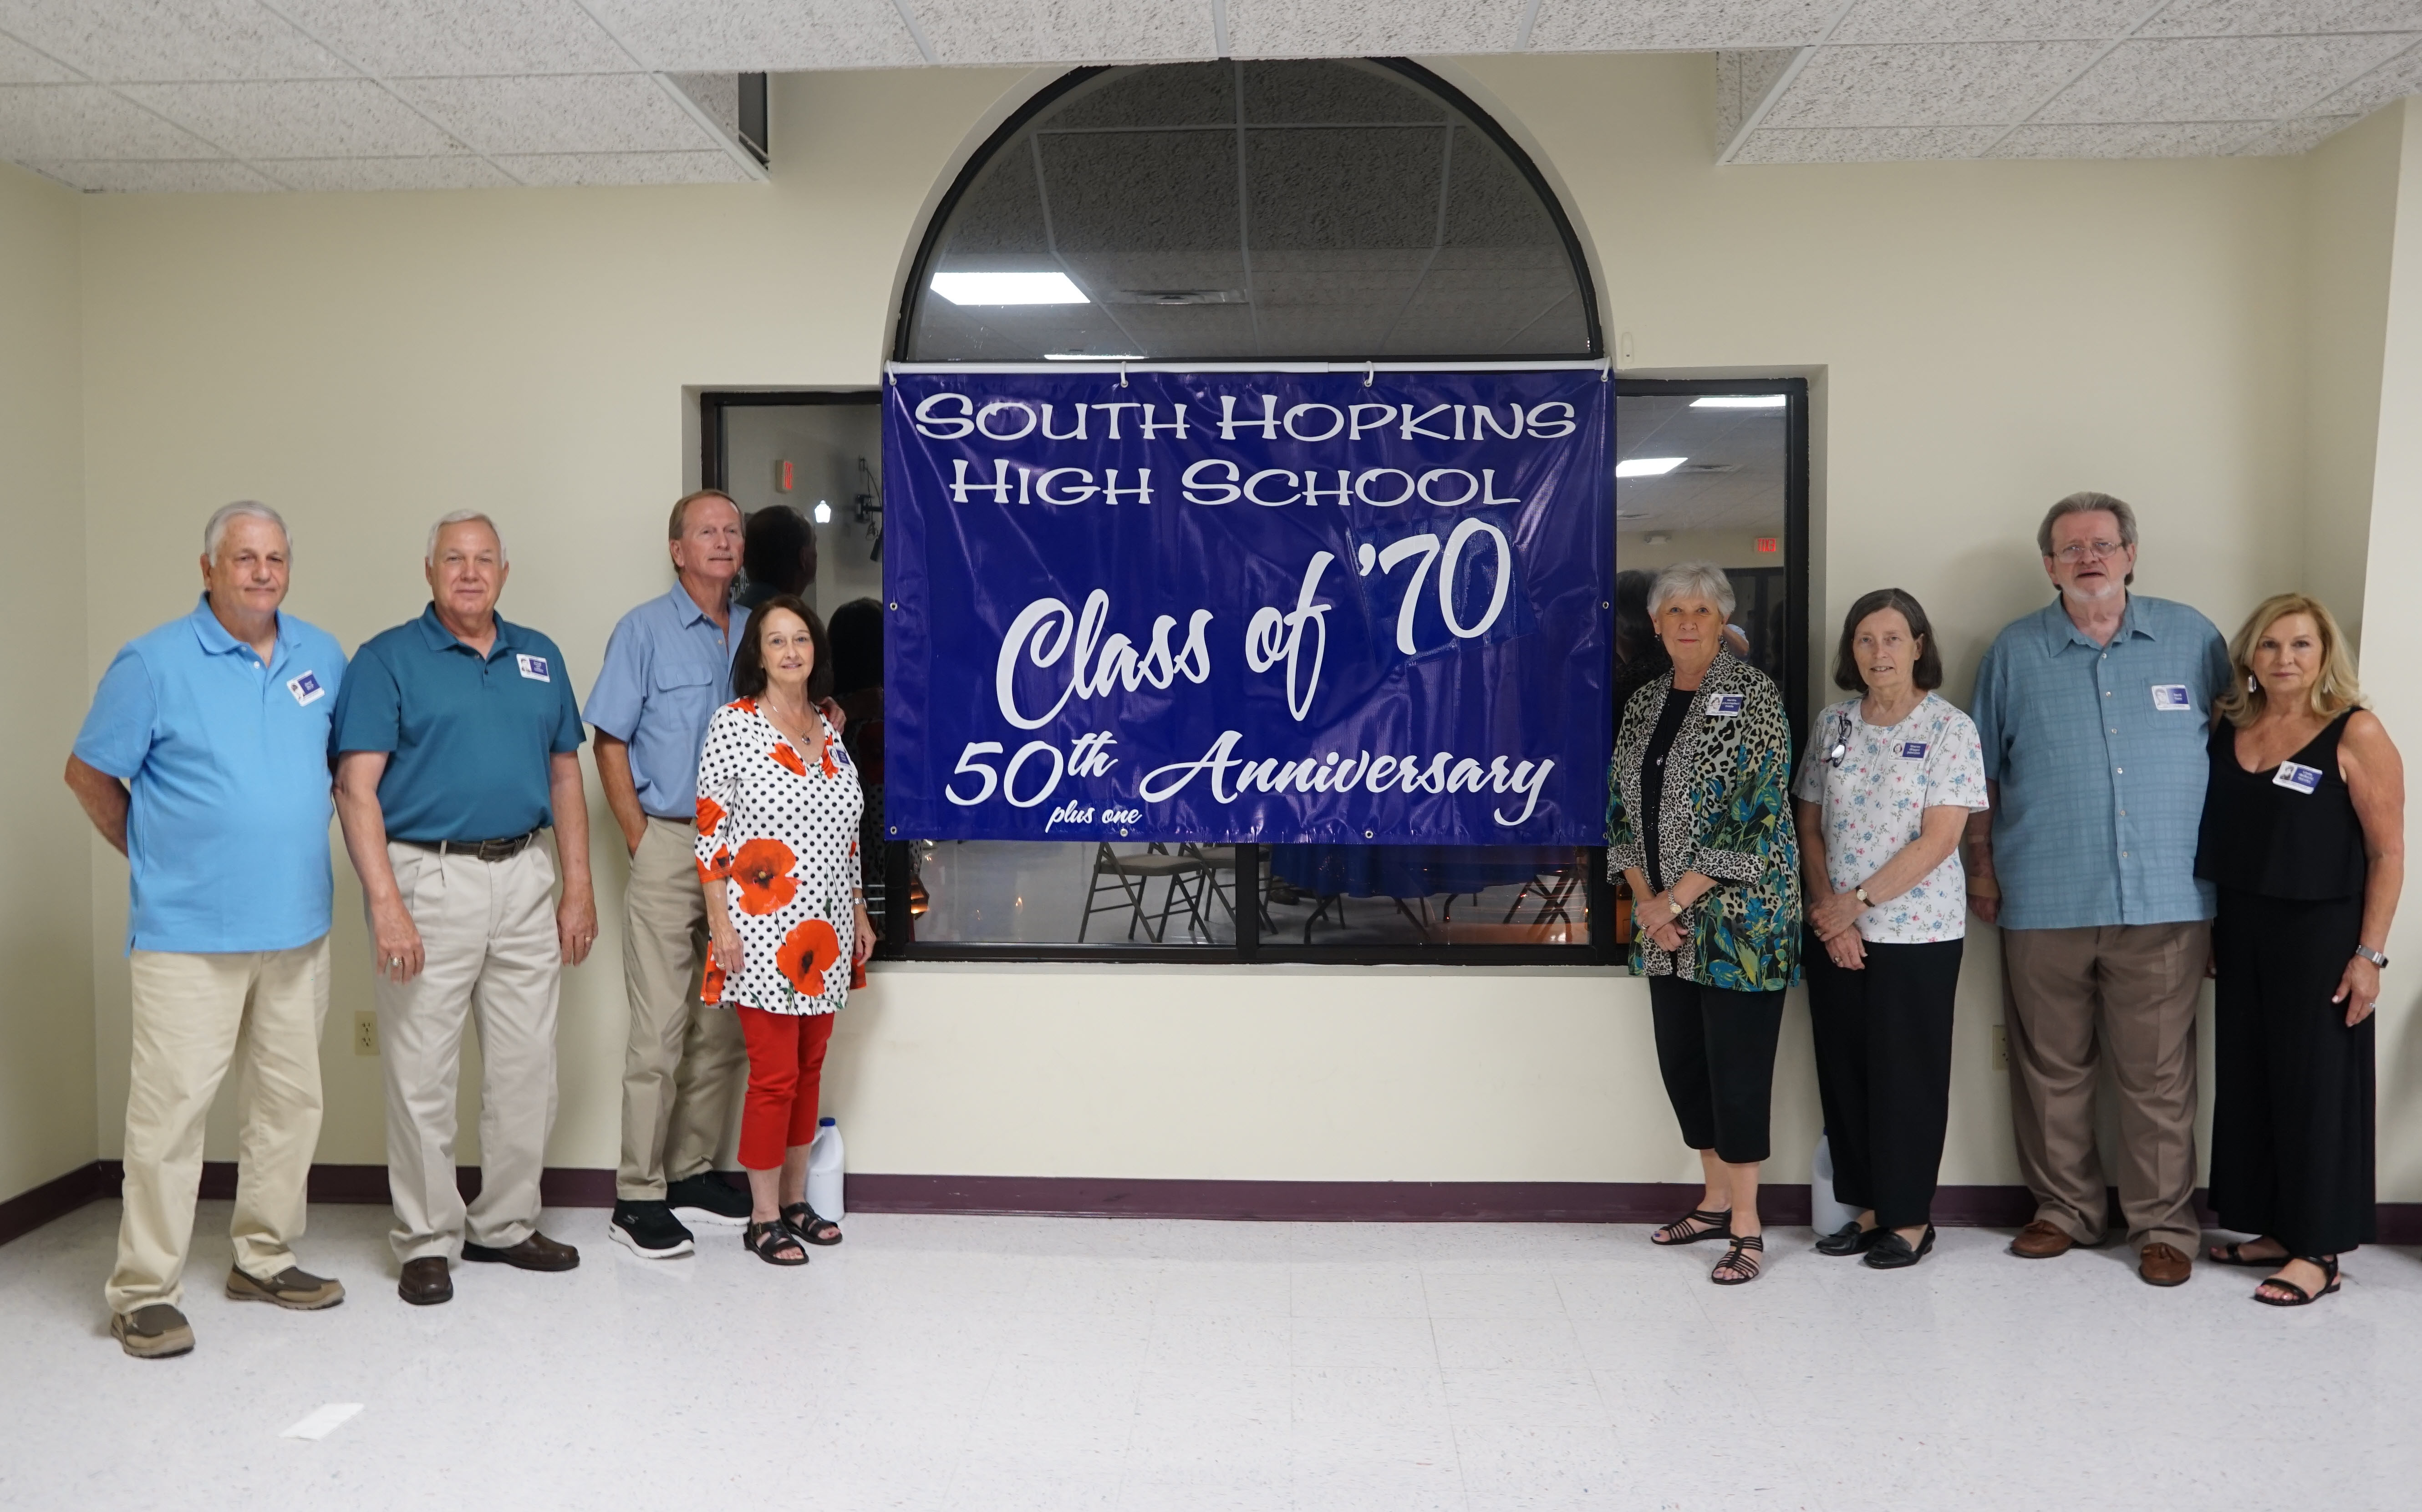 SOUTH HOPKINS
HIGH SCHOOL
Class of '70
50th Anniversary
plus one